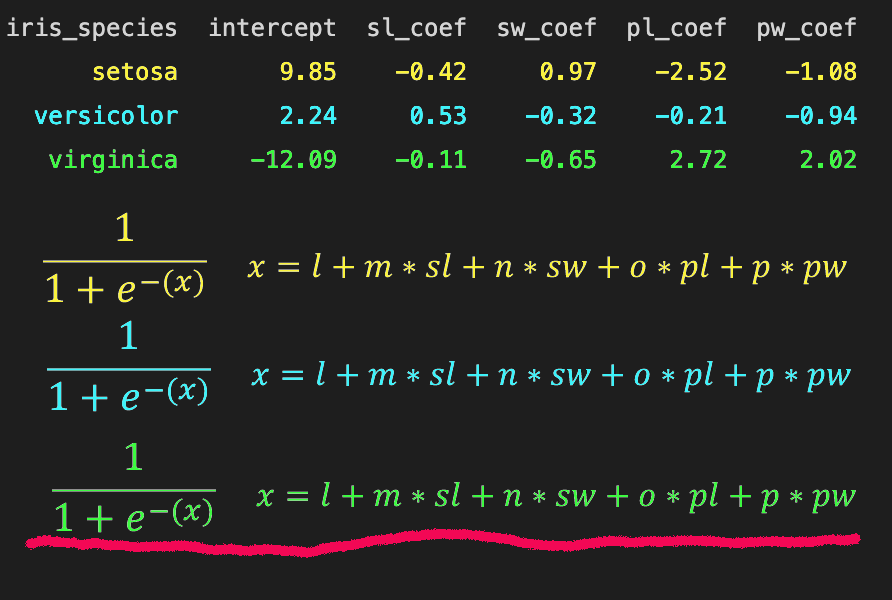 iris_species intercept sl_coef sw_coef pl_coef pw_coef
setosa 9.85 -0.42 0.97 -2.52 -1.08
versicolor 2.24 0.53 -0.32 -0.21 -0.94
virginica -12.09 -0.11 -0.65 2.72 2.02
1
1 + e^−(x) x = l + m ∗ sl + n ∗ sw + o ∗ pl + p ∗ pw
1
1 + e^−(x) x = l + m ∗ sl + n ∗ sw + o ∗ pl + p ∗ pw
1
1 + e^−(x) x = l + m ∗ sl + n ∗ sw + o ∗ pl + p ∗ pw